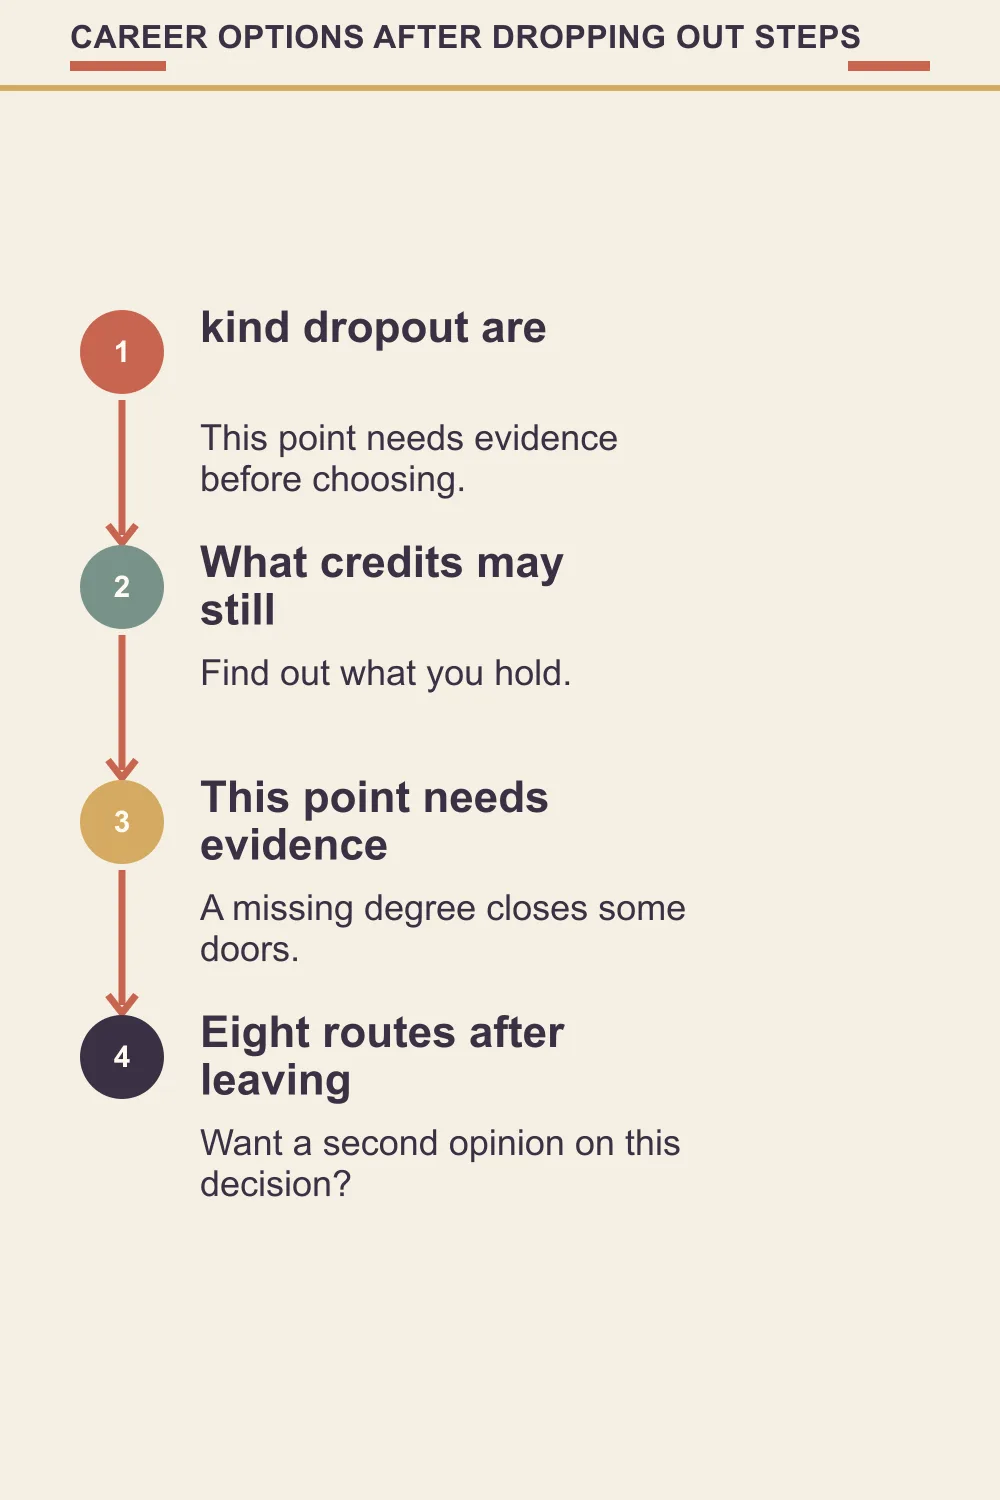 CAREER OPTIONS AFTER DROPPING OUT STEPS
1
kind dropout are
This point needs evidence
before choosing.
2
What credits may
still
Find out what you hold.
3
This point needs
evidence
A missing degree closes some
doors.
4
Eight routes after
leaving
Want a second opinion on this
decision?